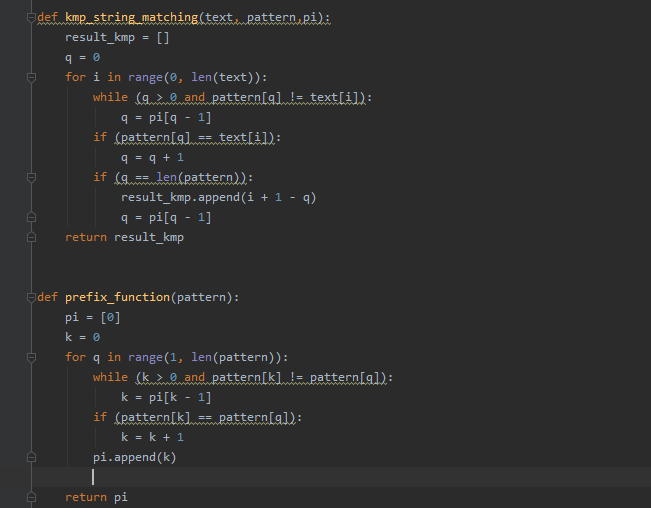 def kmp_string_matching(text, pattern,pi):
    result_kmp = []
    q = 0
    for i in range(0, len(text)):
        while (q > 0 and pattern[q] != text[i]):
            q = pi[q - 1]
        if (pattern[q] == text[i]):
            q = q + 1
        if (q == len(pattern)):
            result_kmp.append(i + 1 - q)
            q = pi[q - 1]
    return result_kmp
def prefix_function(pattern):
    pi = [0]
    k = 0
    for q in range(1, len(pattern)):
        while (k > 0 and pattern[k] != pattern[q]):
            k = pi[k - 1]
        if (pattern[k] == pattern[q]):
            k = k + 1
        pi.append(k)
    return pi